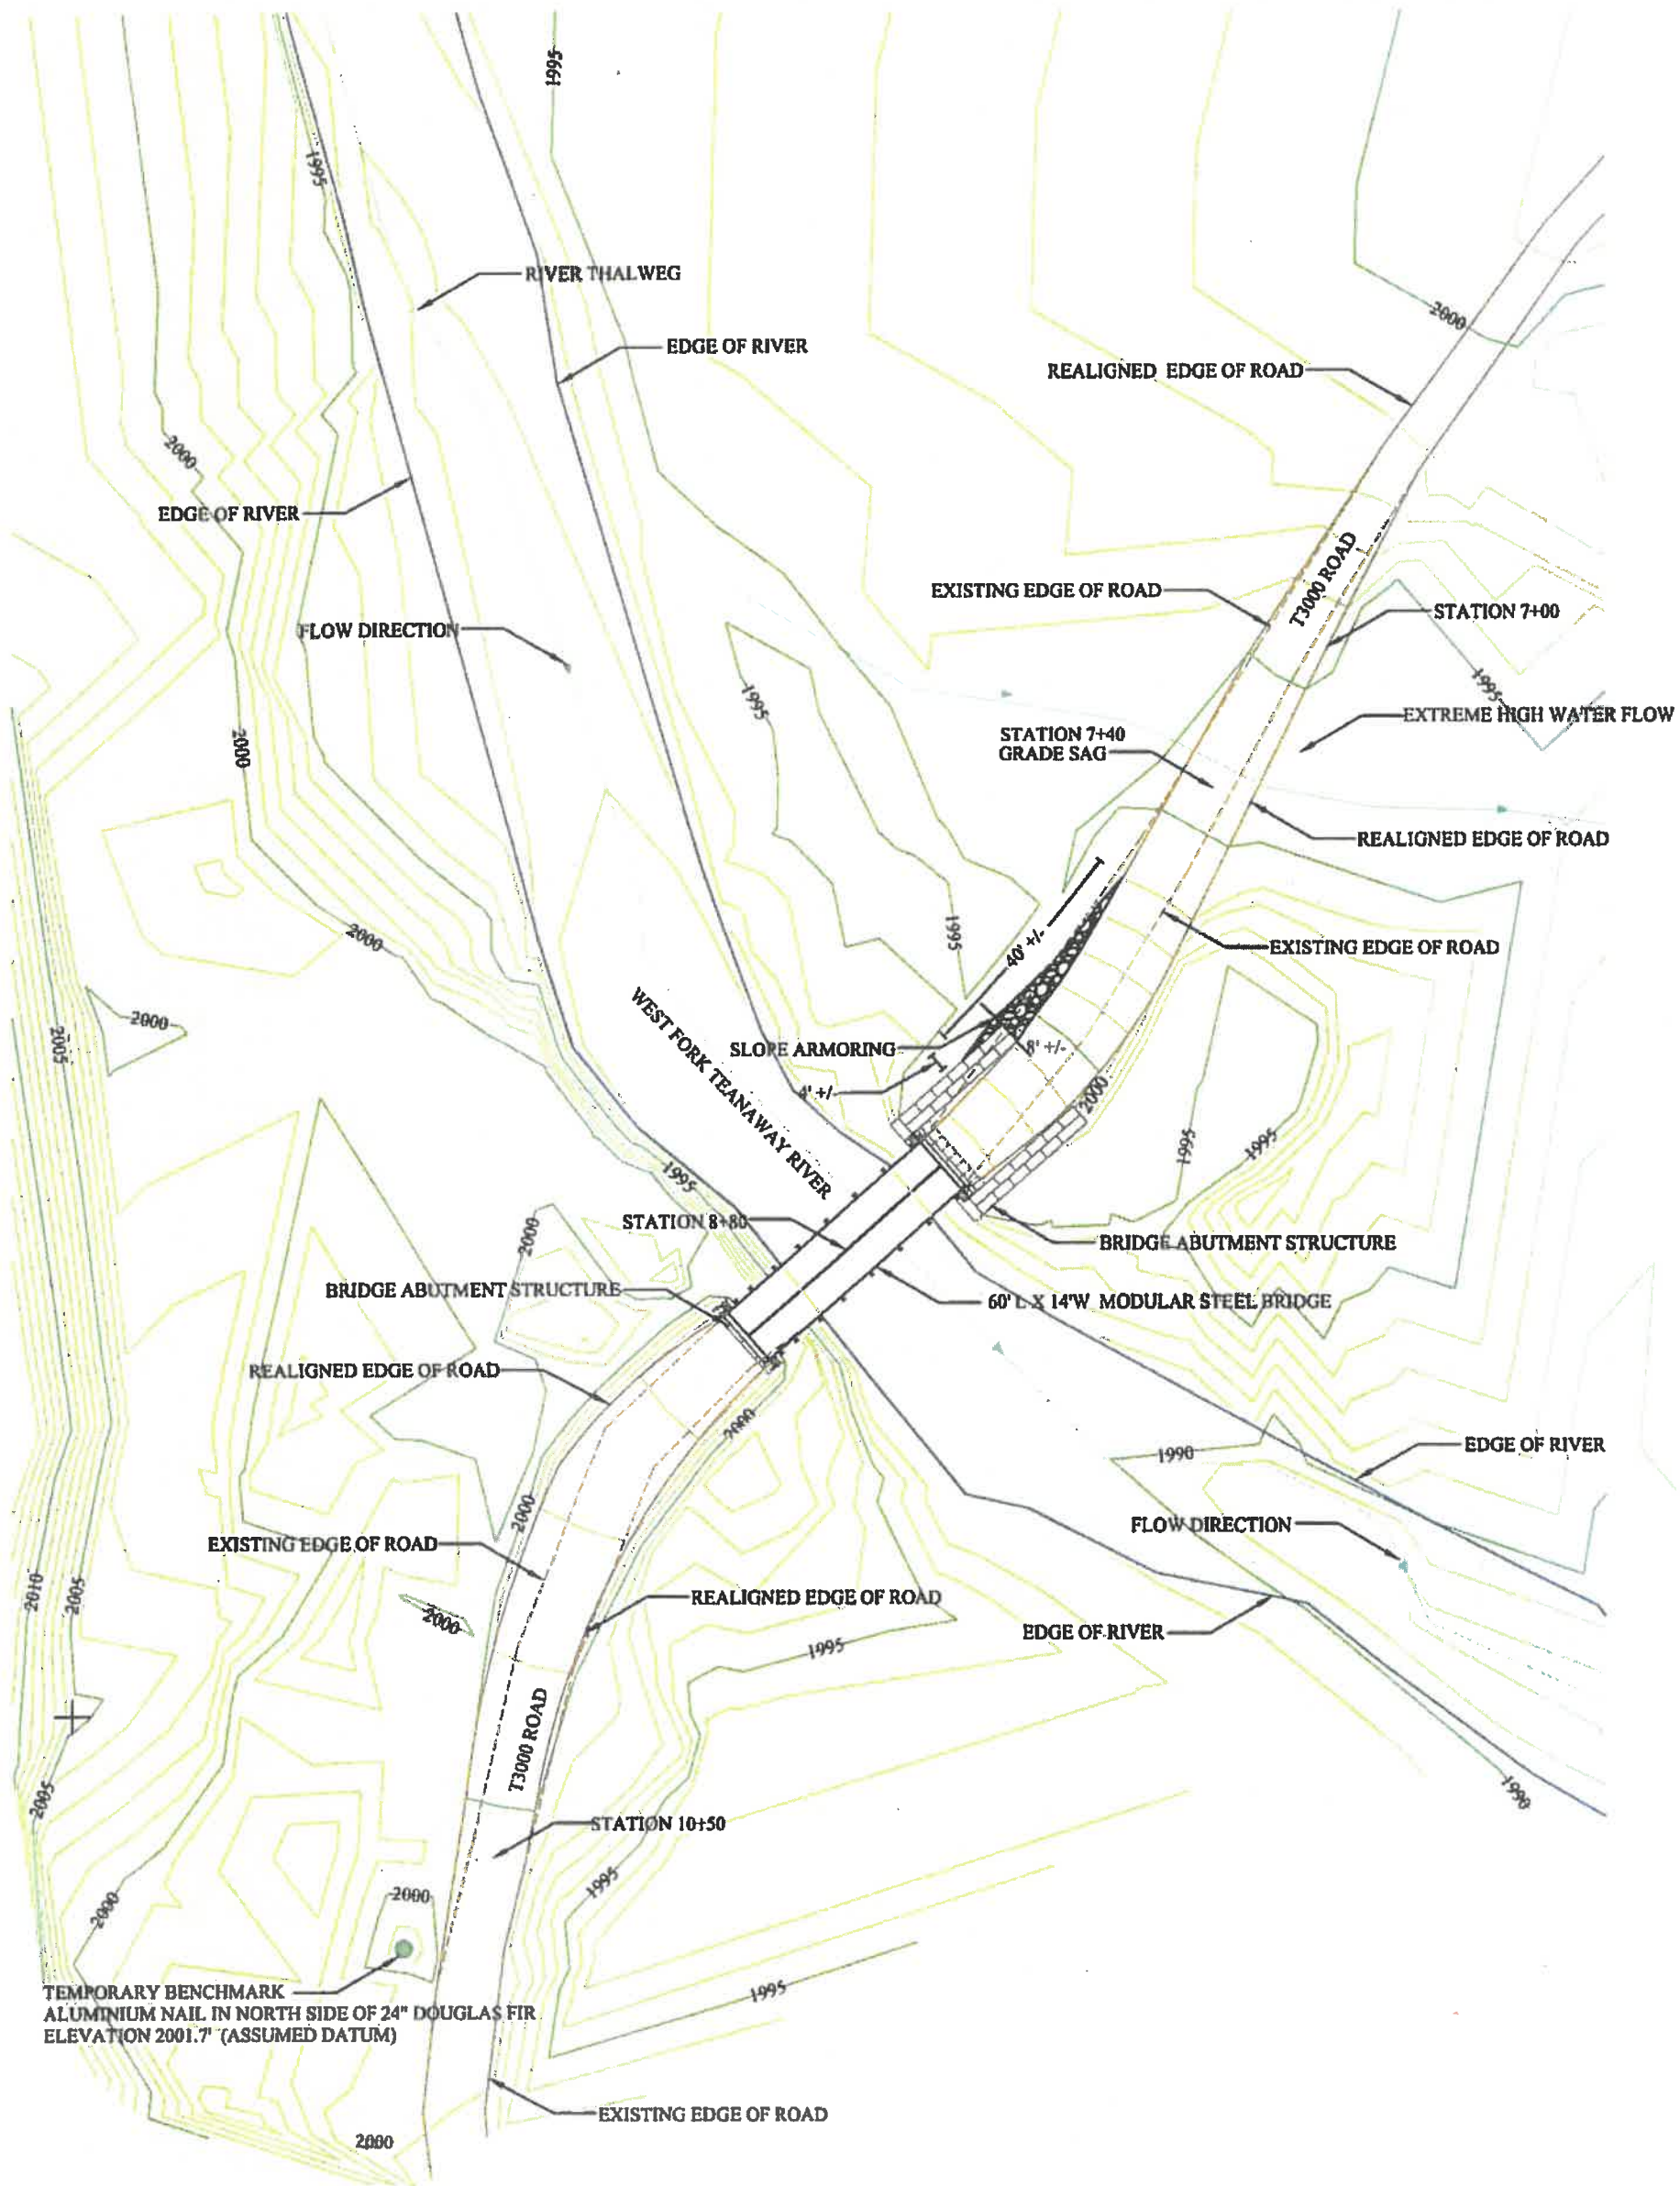 1995
1995
RIVER THALWEG
EDGE OF RIVER
2000
REALIGNED EDGE OF ROAD
2000
EDGE OF RIVER
T3000 ROAD
EXISTING EDGE OF ROAD
STATION 7+00
FLOW DIRECTION
1995
1995
EXTREME HIGH WATER FLOW
2000
STATION 7+40
GRADE SAG
REALIGNED EDGE OF ROAD
2000
1995
40' +/-
EXISTING EDGE OF ROAD
2000
2005
WEST FORK TEANAWAY RIVER
SLOPE ARMORING
8' +/-
4' +/-
2000
1995
1995
1995
STATION 8+80
2000
BRIDGE ABUTMENT STRUCTURE
BRIDGE ABUTMENT STRUCTURE
60' L X 14'W MODULAR STEEL BRIDGE
REALIGNED EDGE OF ROAD
2000
1990
EDGE OF RIVER
2000
FLOW DIRECTION
EXISTING EDGE OF ROAD
2010
2005
2000
REALIGNED EDGE OF ROAD
1995
EDGE OF RIVER
T3000 ROAD
2005
1990
STATION 10+50
1995
2000
2000
1995
TEMPORARY BENCHMARK
ALUMINIUM NAIL IN NORTH SIDE OF 24" DOUGLAS FIR
ELEVATION 2001.7' (ASSUMED DATUM)
EXISTING EDGE OF ROAD
2000